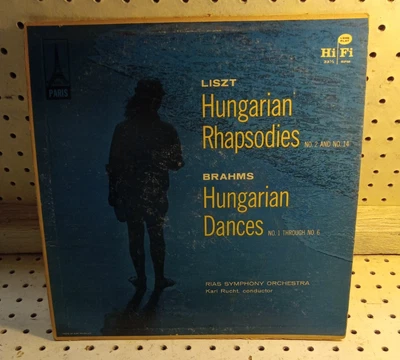 PARIS
Hi Fi
LISZT
Hungarian
Rhapsodies NO. 2 AND NO. 14
BRAHMS
Hungarian
Dances NO. 1 THROUGH NO. 6
RIAS SYMPHONY ORCHESTRA
Karl Rucht, conductor